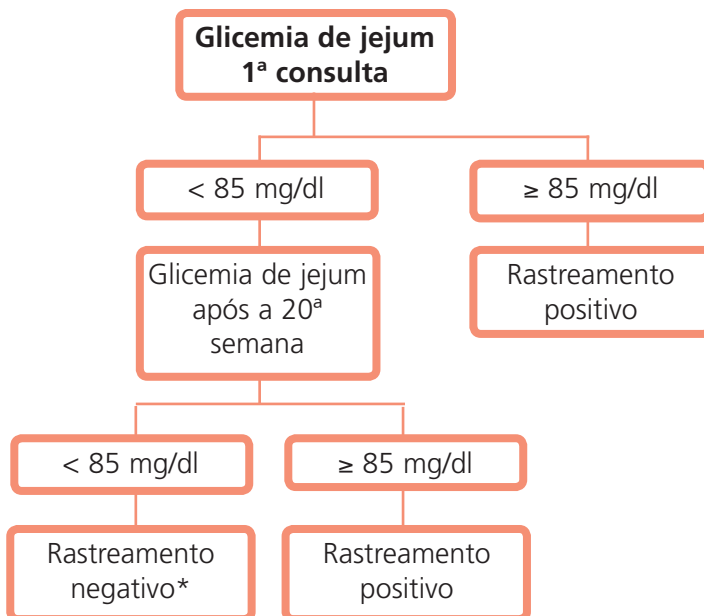 Glicemia de jejum
1ª consulta
< 85 mg/dl
≥ 85 mg/dl
Glicemia de jejum
após a 20ª
semana
Rastreamento
positivo
< 85 mg/dl
≥ 85 mg/dl
Rastreamento
negativo*
Rastreamento
positivo